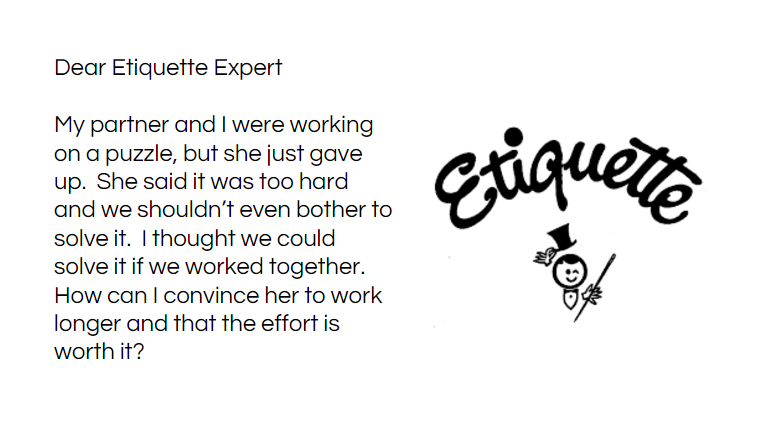 Dear Etiquette Expert
My partner and I were working
on a puzzle, but she just gave
up.  She said it was too hard
and we shouldn’t even bother to
solve it.  I thought we could
solve it if we worked together.
How can I convince her to work
longer and that the effort is
worth it?
Etiquette